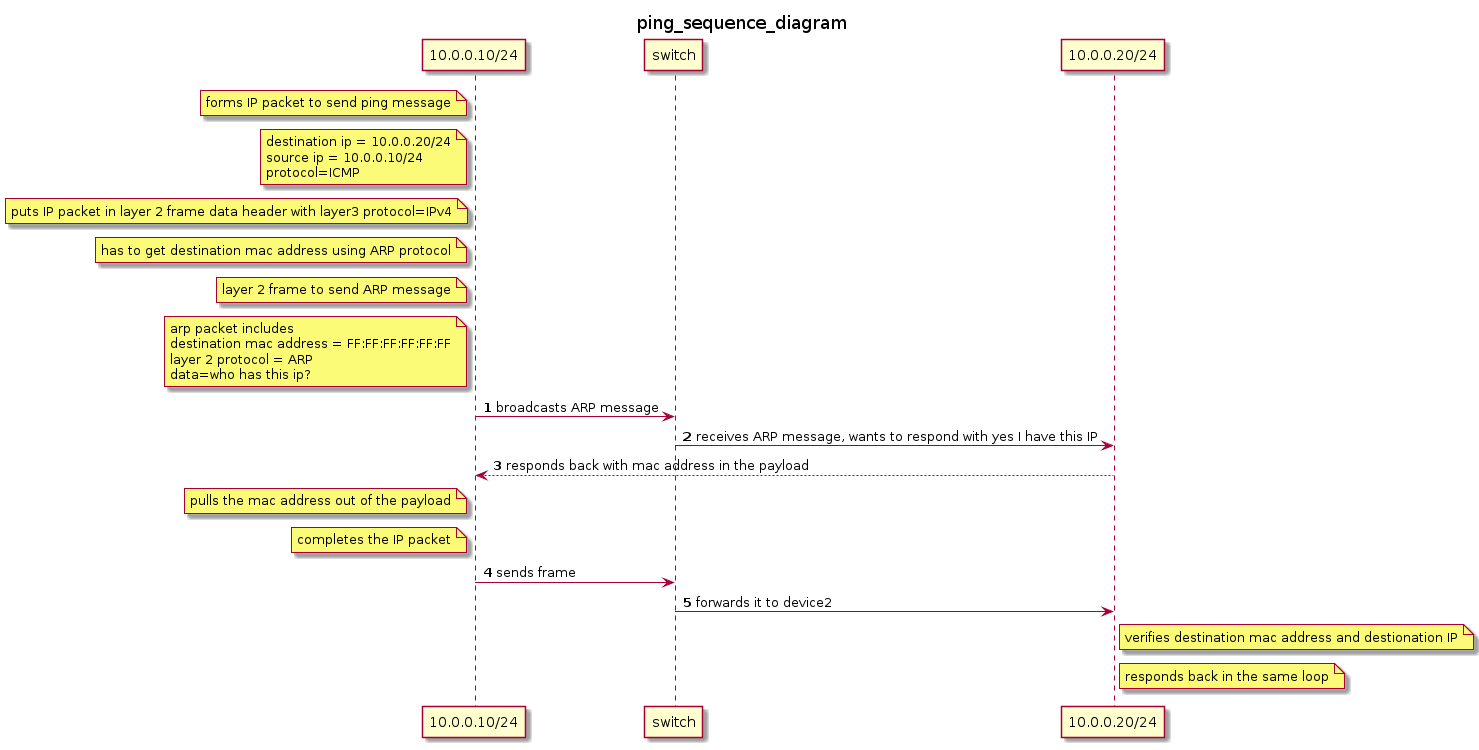 ping_sequence_diagram
10.0.0.10/24
switch
10.0.0.20/24
forms IP packet to send ping message
destination ip = 10.0.0.20/24
source ip = 10.0.0.10/24
protocol=ICMP
puts IP packet in layer 2 frame data header with layer3 protocol=IPv4
has to get destination mac address using ARP protocol
layer 2 frame to send ARP message
arp packet includes
destination mac address = FF:FF:FF:FF:FF:FF
layer 2 protocol = ARP
data=who has this ip?
1 broadcasts ARP message
2 receives ARP message, wants to respond with yes I have this IP
3 responds back with mac address in the payload
pulls the mac address out of the payload
completes the IP packet
4 sends frame
5 forwards it to device2
verifies destination mac address and destionation IP
responds back in the same loop
10.0.0.10/24
switch
10.0.0.20/24